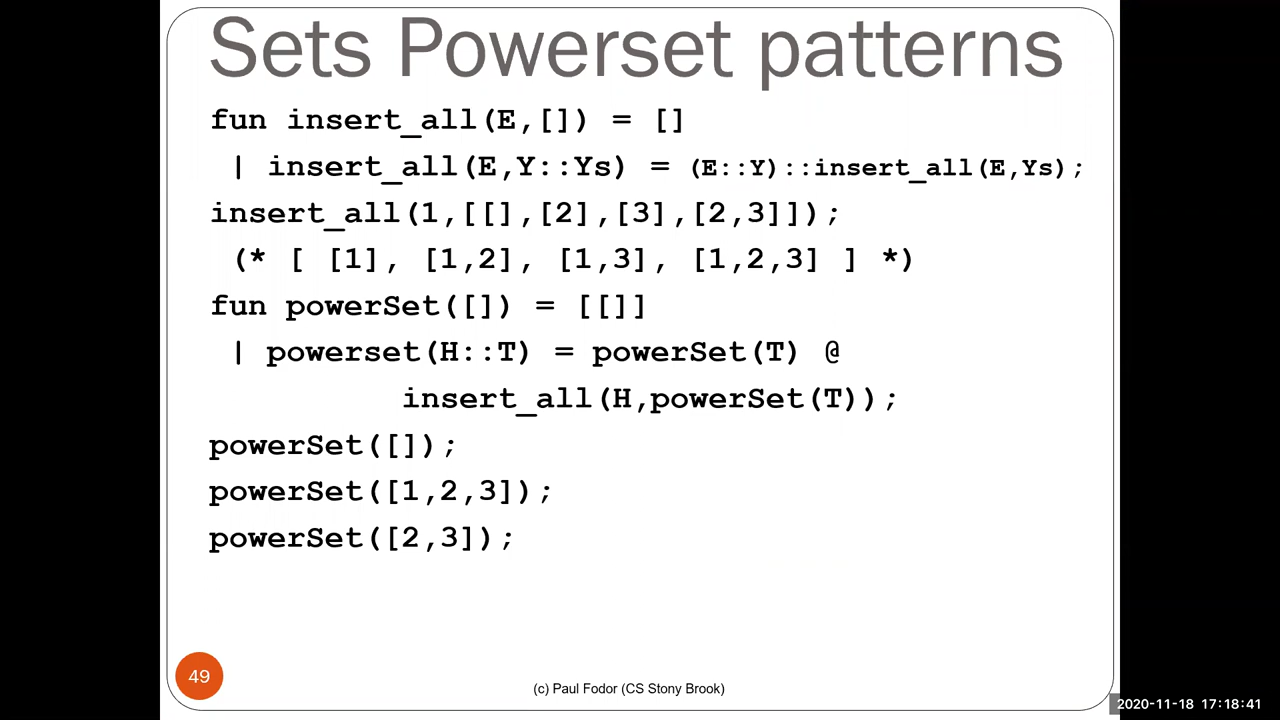 Sets Powerset patterns
fun insert_all(E,[]) = []
| insert_all(E,Y::Ys) = (E::Y)::insert_all(E,Ys);
insert_all(1,[[],[2],[3],[2,3]]);
(* [ [1], [1,2], [1,3], [1,2,3] ] *)
fun powerSet([]) = [[]]
| powerset(H::T) = powerSet(T) @
insert_all(H,powerSet(T));
powerSet([]);
powerSet([1,2,3]);
powerSet([2,3]);
49
(c) Paul Fodor (CS Stony Brook)
2020-11-18 17:18:41